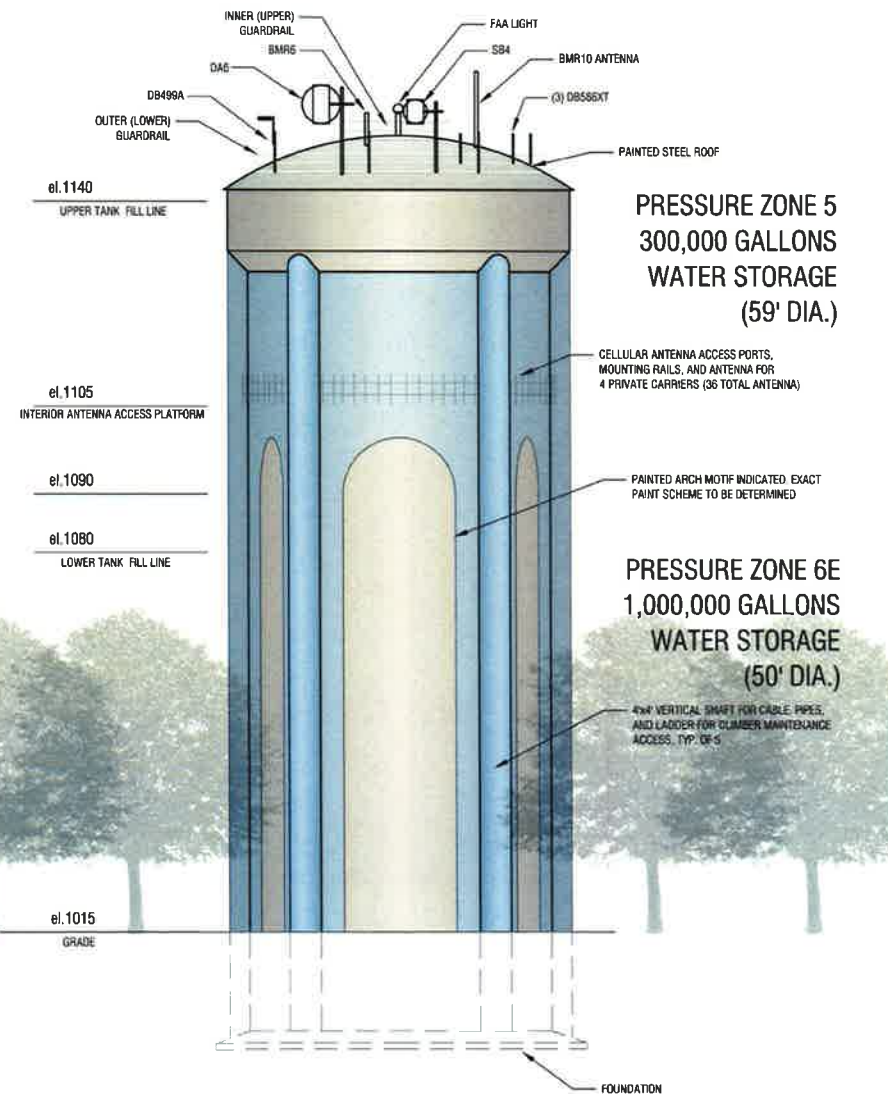 INNER (UPPER)
GUARDRAIL
FAA LIGHT
BMR6
SB4
BMR10 ANTENNA
DA6
DB499A
(3) DB586XT
OUTER (LOWER)
GUARDRAIL
PAINTED STEEL ROOF
el.1140
UPPER TANK FILL LINE
PRESSURE ZONE 5
300,000 GALLONS
WATER STORAGE
(59' DIA.)
CELLULAR ANTENNA ACCESS PORTS,
MOUNTING RAILS, AND ANTENNA FOR
4 PRIVATE CARRIERS (36 TOTAL ANTENNA)
el.1105
INTERIOR ANTENNA ACCESS PLATFORM
el.1090
PAINTED ARCH MOTIF INDICATED. EXACT
PAINT SCHEME TO BE DETERMINED
el.1080
LOWER TANK FILL LINE
PRESSURE ZONE 6E
1,000,000 GALLONS
WATER STORAGE
(50' DIA.)
4'x4' VERTICAL SHAFT FOR CABLE, PIPES,
AND LADDER FOR CLIMBER MAINTENANCE
ACCESS, TYP. OF 5
el.1015
GRADE
FOUNDATION